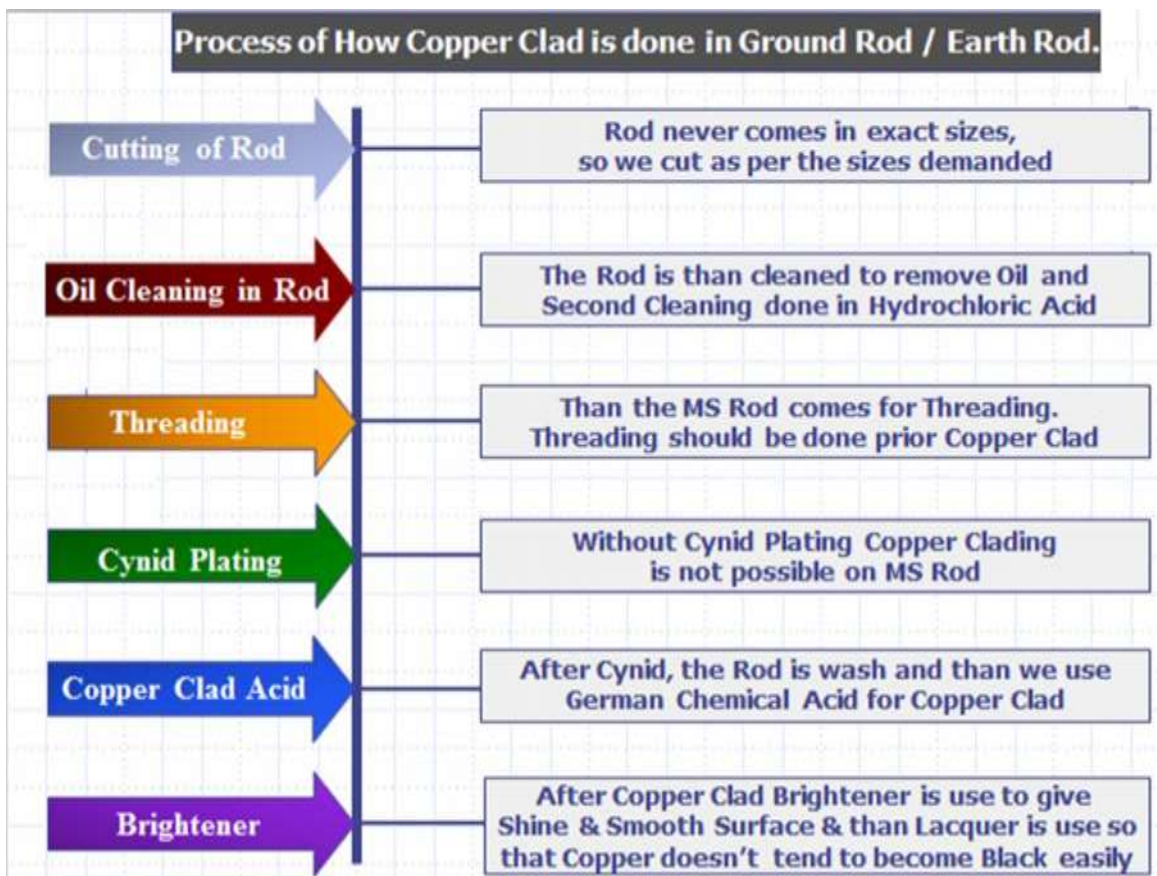 Process of How Copper Clad is done in Ground Rod / Earth Rod.
Cutting of Rod
Rod never comes in exact sizes,
so we cut as per the sizes demanded
Oil Cleaning in Rod
The Rod is than cleaned to remove Oil and
Second Cleaning done in Hydrochloric Acid
Threading
Than the MS Rod comes for Threading.
Threading should be done prior Copper Clad
Cynid Plating
Without Cynid Plating Copper Clading
is not possible on MS Rod
Copper Clad Acid
After Cynid, the Rod is wash and than we use
German Chemical Acid for Copper Clad
Brightener
After Copper Clad Brightener is use to give
Shine & Smooth Surface & than Lacquer is use so
that Copper doesn't tend to become Black easily